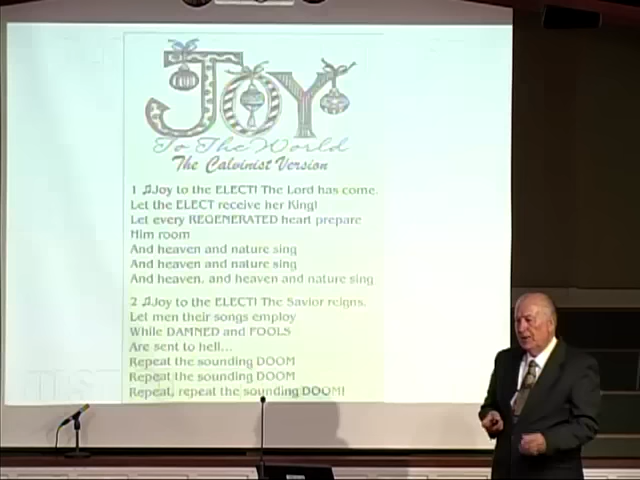 JOY
To The World
The Calvinist Version
1 ♫Joy to the ELECT! The Lord has come.
Let the ELECT receive her King!
Let every REGENERATED heart prepare
Him room
And heaven and nature sing
And heaven and nature sing
And heaven, and heaven and nature sing
2 ♫Joy to the ELECT! The Savior reigns.
Let men their songs employ
While DAMNED and FOOLS
Are sent to hell...
Repeat the sounding DOOM
Repeat the sounding DOOM
Repeat, repeat the sounding DOOM!